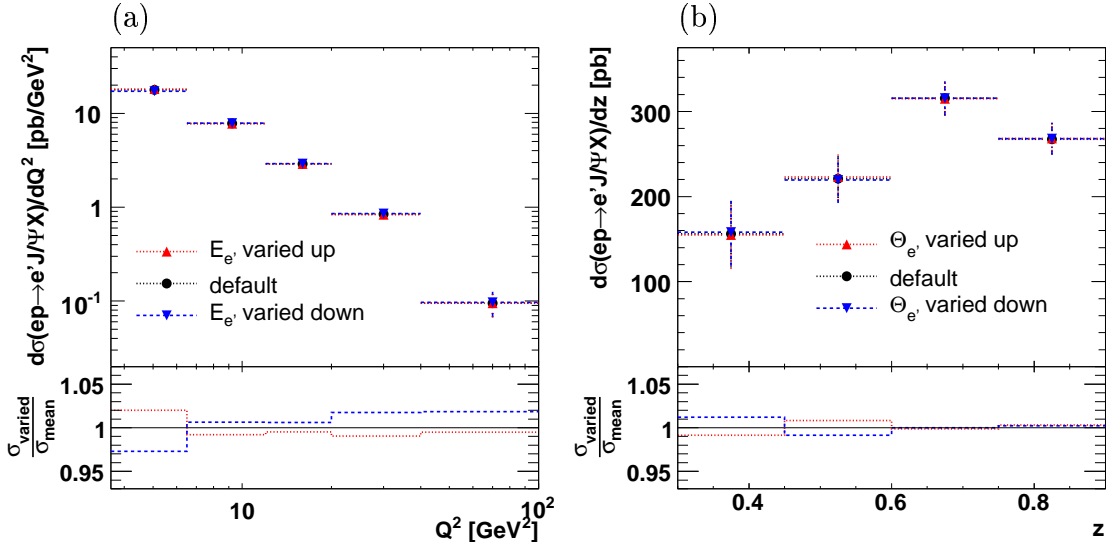 (a)
dσ(ep→e'J/ΨX)/dQ² [pb/GeV²]
10
1
10⁻¹
E_e' varied up
default
E_e' varied down
σ_varied
σ_mean
1.05
1
0.95
10
10²
Q² [GeV²]
(b)
dσ(ep→e'J/ΨX)/dz [pb]
300
200
100
Θ_e' varied up
default
Θ_e' varied down
σ_varied
σ_mean
1.05
1
0.95
0.4
0.6
0.8
z